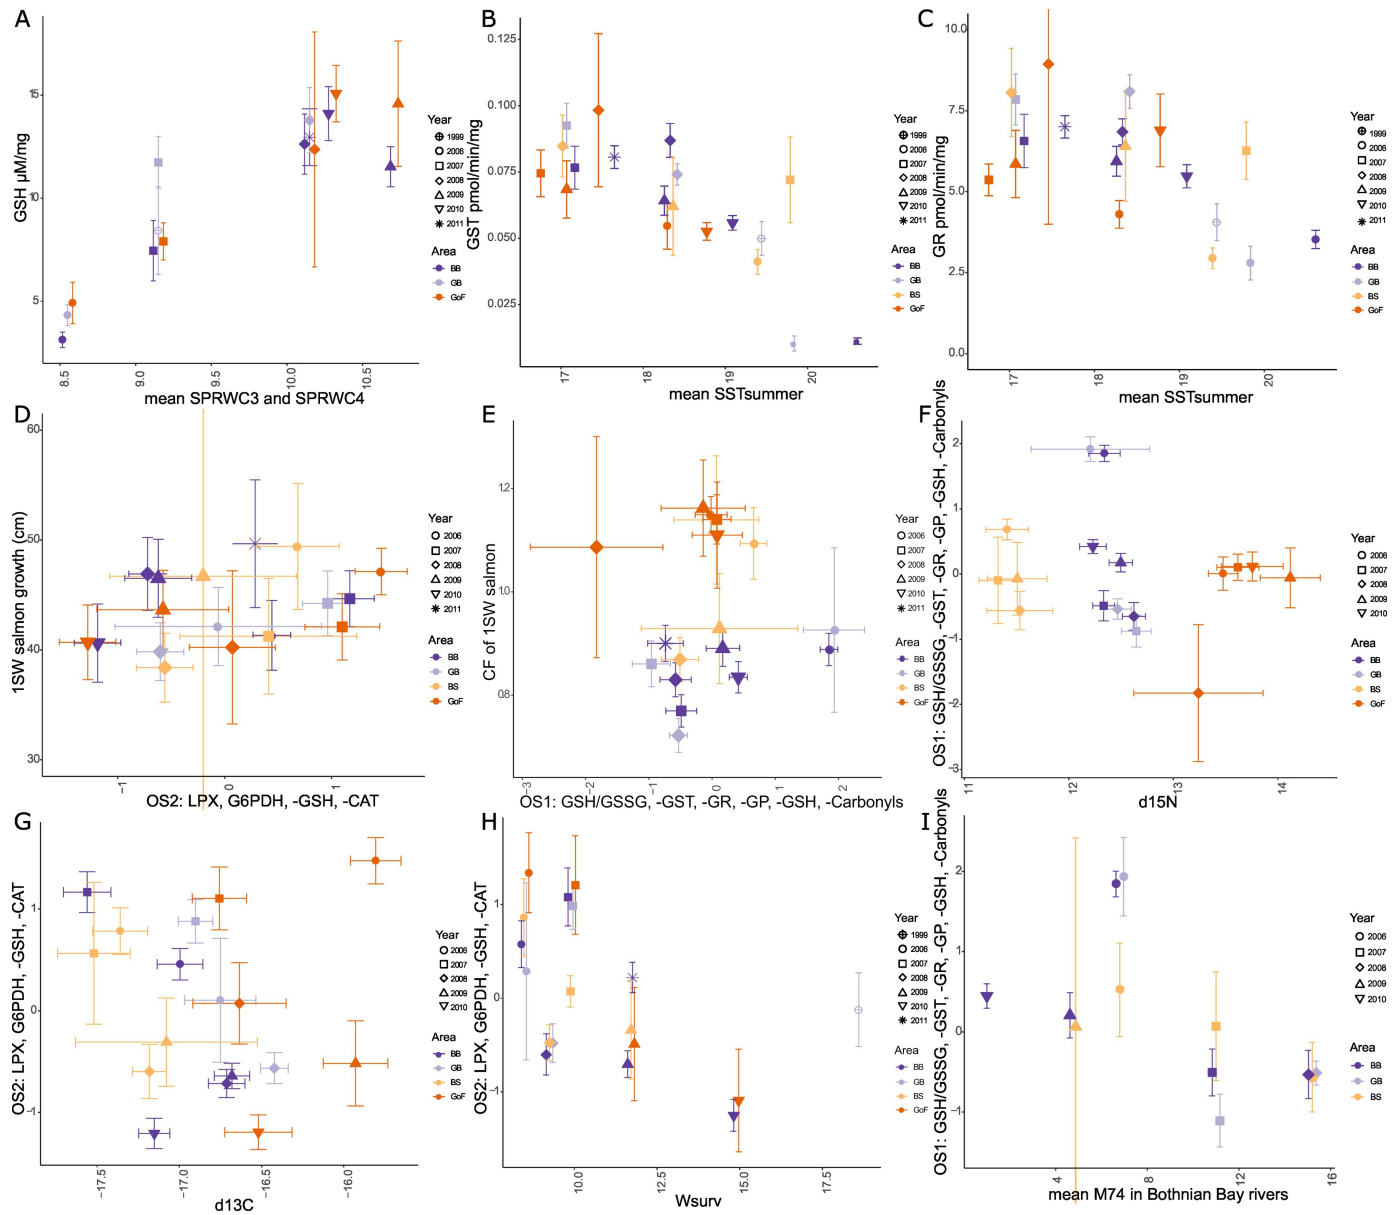 A
GSH µM/mg
15
10
5
8.5
9.0
9.5
10.0
10.5
mean SPRWC3 and SPRWC4
Year
1999
2006
2007
2008
2009
2010
2011
Area
BB
GB
GoF
B
GST pmol/min/mg
0.125
0.100
0.075
0.050
0.025
17
18
19
20
mean SSTsummer
Year
1999
2006
2007
2008
2009
2010
2011
Area
BB
GB
BS
GoF
C
GR pmol/min/mg
10.0
7.5
5.0
2.5
0.0
17
18
19
20
mean SSTsummer
Year
1999
2006
2007
2008
2009
2010
2011
Area
BB
GB
BS
GoF
D
1SW salmon growth (cm)
60
50
40
30
−1
0
1
OS2: LPX, G6PDH, -GSH, -CAT
Year
2006
2007
2008
2009
2010
2011
Area
BB
GB
BS
GoF
E
CF of 1SW salmon
12
10
08
−3
−2
−1
0
1
2
OS1: GSH/GSSG, -GST, -GR, -GP, -GSH, -Carbonyls
Year
2006
2007
2008
2009
2010
2011
Area
BB
GB
BS
GoF
F
OS1: GSH/GSSG, -GST, -GR, -GP, -GSH, -Carbonyls
2
1
0
−1
−2
−3
11
12
13
14
d15N
Year
2006
2007
2008
2009
2010
Area
BB
GB
BS
GoF
G
OS2: LPX, G6PDH, -GSH, -CAT
1
0
−1
−17.5
−17.0
−16.5
−16.0
d13C
Year
2006
2007
2008
2009
2010
Area
BB
GB
BS
GoF
H
OS2: LPX, G6PDH, -GSH, -CAT
1
0
−1
10.0
12.5
15.0
17.5
Wsurv
Year
1999
2006
2007
2008
2009
2010
2011
Area
BB
GB
BS
GoF
I
OS1: GSH/GSSG, -GST, -GR, -GP, -GSH, -Carbonyls
2
1
0
−1
4
8
12
16
mean M74 in Bothnian Bay rivers
Year
2006
2007
2008
2009
2010
Area
BB
GB
BS